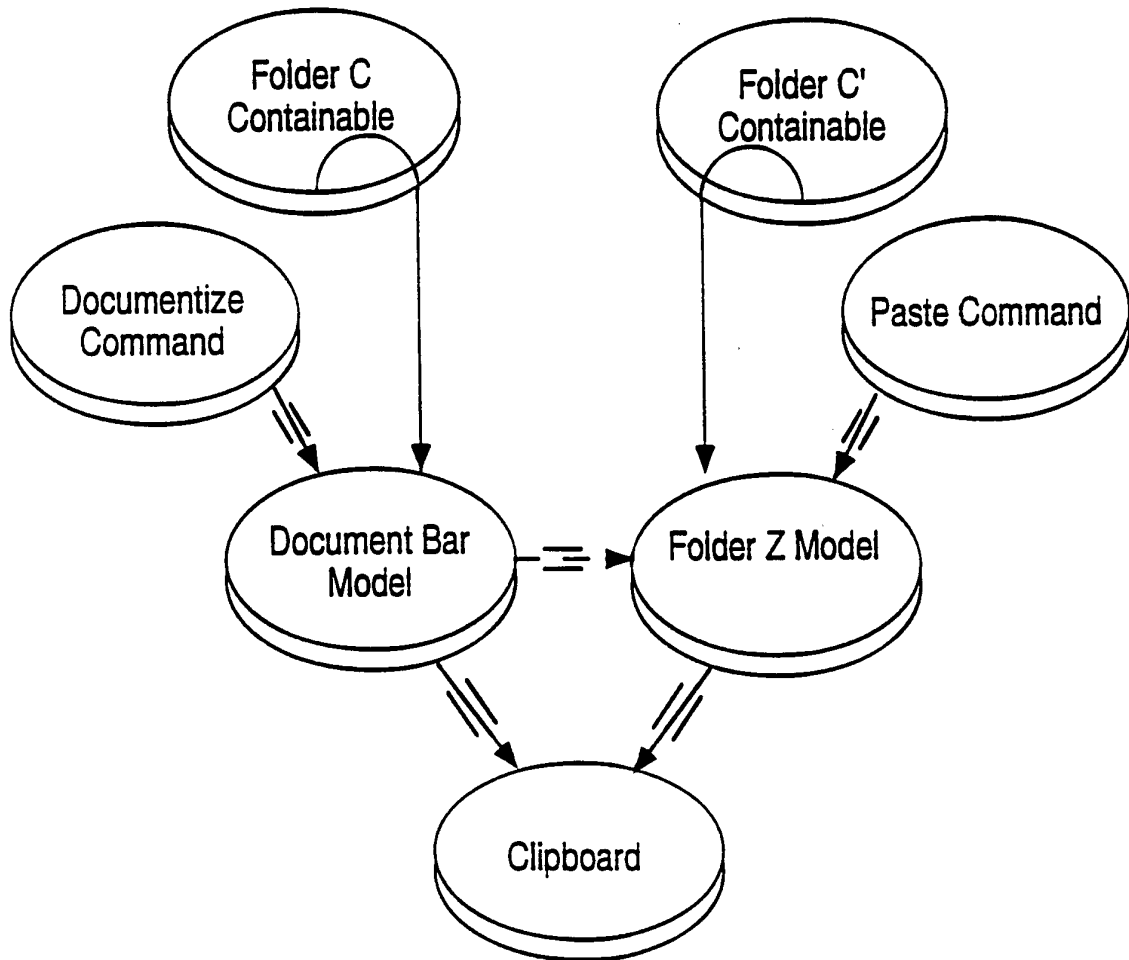 Folder C
Containable
Folder C'
Containable
Documentize
Command
Paste Command
Document Bar
Model
Folder Z Model
Clipboard